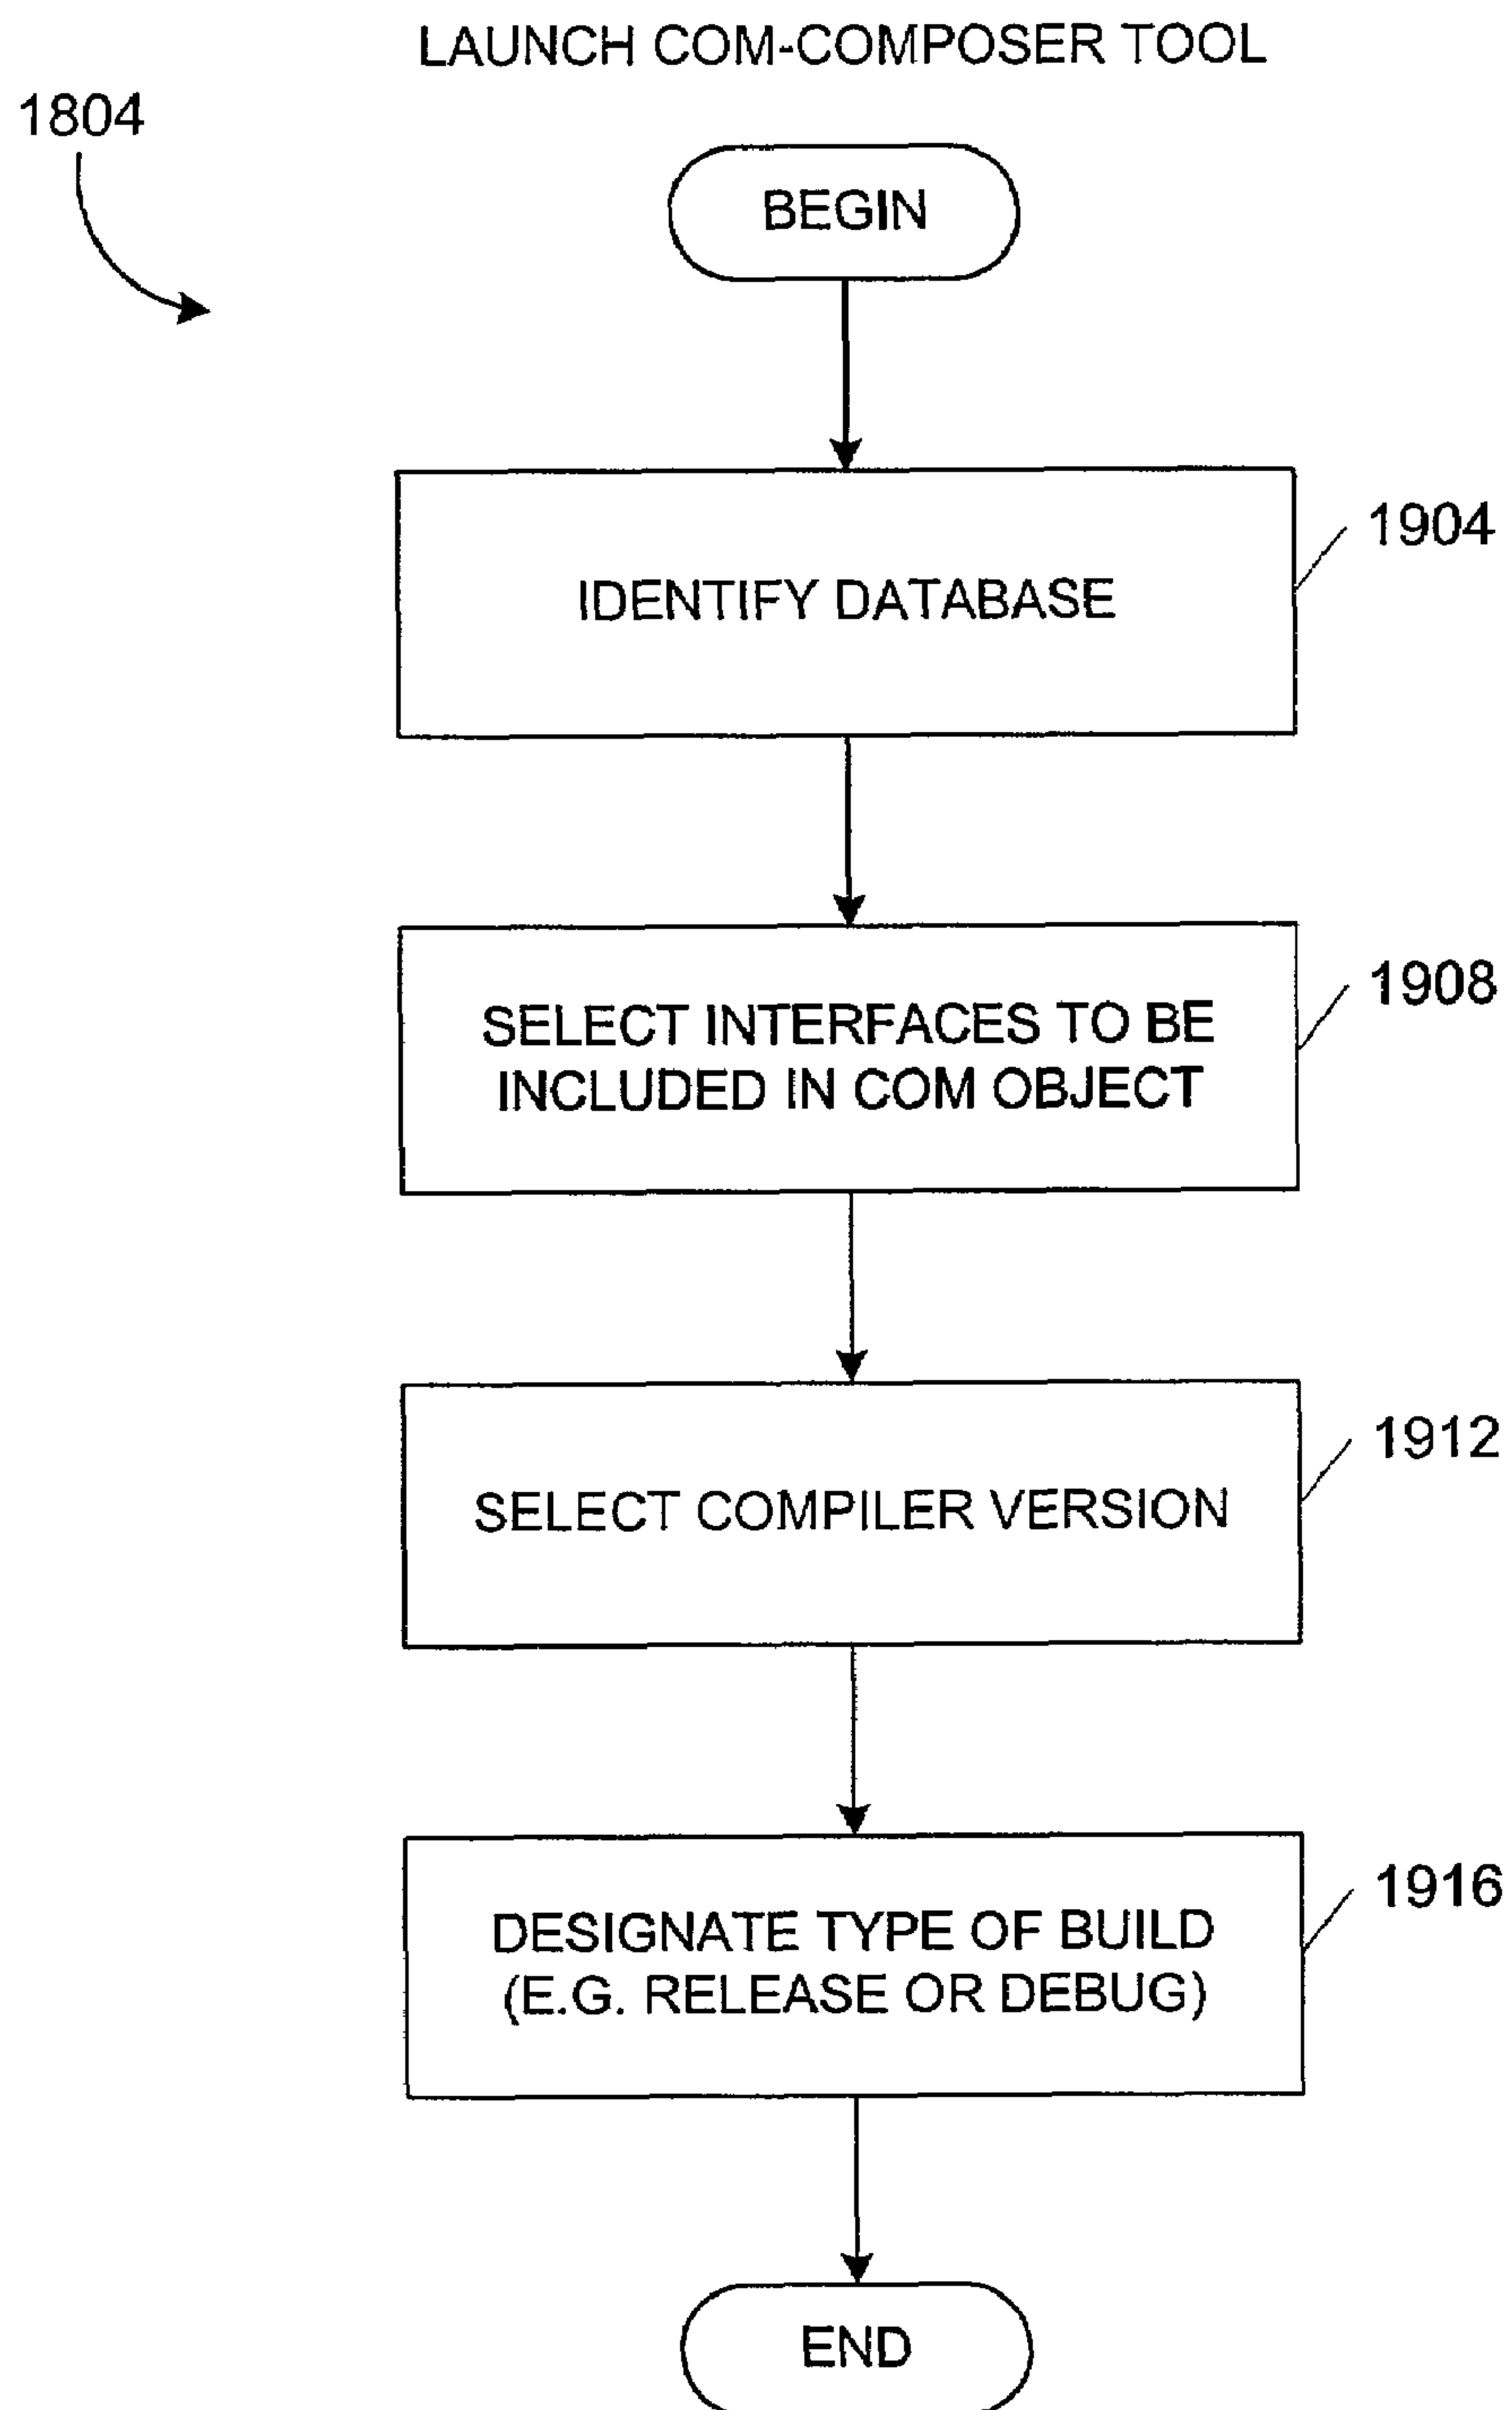 LAUNCH COM-COMPOSER TOOL
1804
BEGIN
IDENTIFY DATABASE
1904
SELECT INTERFACES TO BE
INCLUDED IN COM OBJECT
1908
SELECT COMPILER VERSION
1912
DESIGNATE TYPE OF BUILD
(E.G. RELEASE OR DEBUG)
1916
END